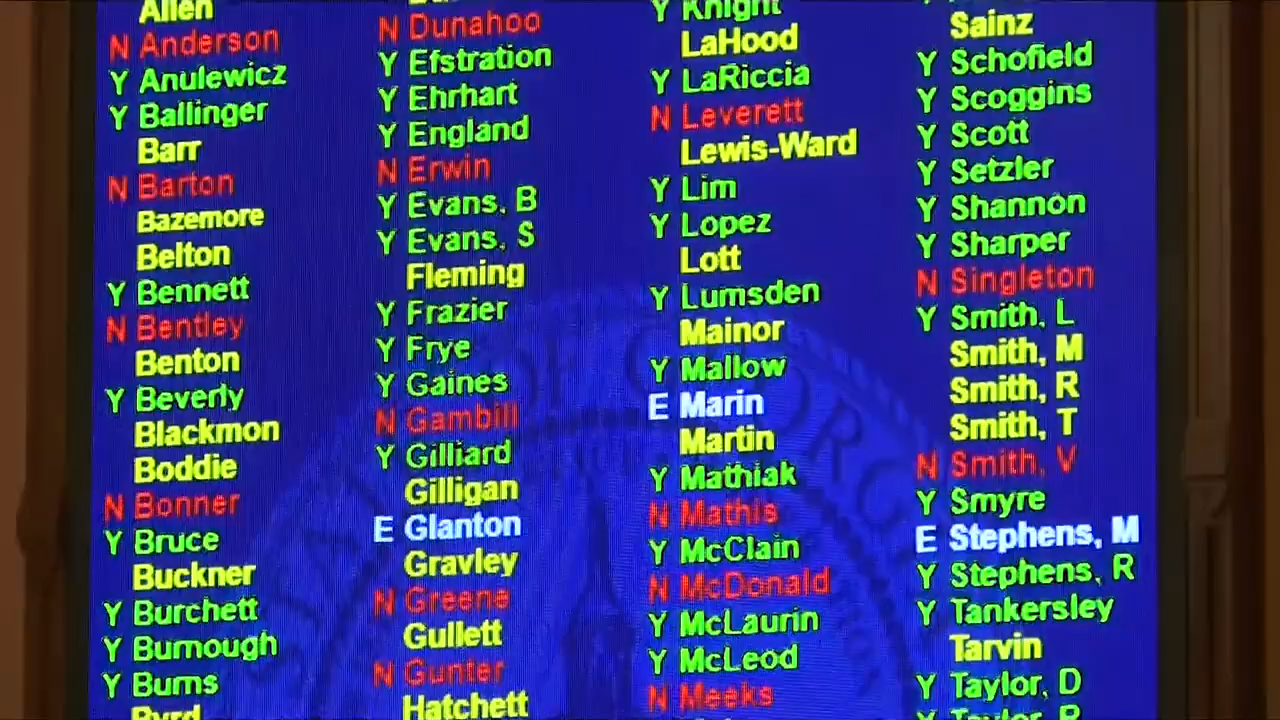 Allen
N Anderson
Y Anulewicz
Y Ballinger
Barr
N Barton
Bazemore
Belton
Y Bennett
N Bentley
Benton
Y Beverly
Blackmon
Boddie
N Bonner
Y Bruce
Buckner
Y Burchett
Y Burnough
Y Burns
Byrd
N Dunahoo
Y Efstration
Y Ehrhart
Y England
N Erwin
Y Evans, B
Y Evans, S
Fleming
Y Frazier
Y Frye
Y Gaines
N Gambill
Y Gilliard
Gilligan
E Glanton
Gravley
N Greene
Gullett
N Gunter
Hatchett
Y Knight
LaHood
Y LaRiccia
N Leverett
Lewis-Ward
Y Lim
Y Lopez
Lott
Y Lumsden
Mainor
Y Mallow
E Marin
Martin
Y Mathiak
N Mathis
Y McClain
N McDonald
Y McLaurin
Y McLeod
N Meeks
Sainz
Y Schofield
Y Scoggins
Y Scott
Y Setzler
Y Shannon
Y Sharper
N Singleton
Y Smith, L
Smith, M
Smith, R
Smith, T
N Smith, V
Y Smyre
E Stephens, M
Y Stephens, R
Y Tankersley
Tarvin
Y Taylor, D
Taylor, R